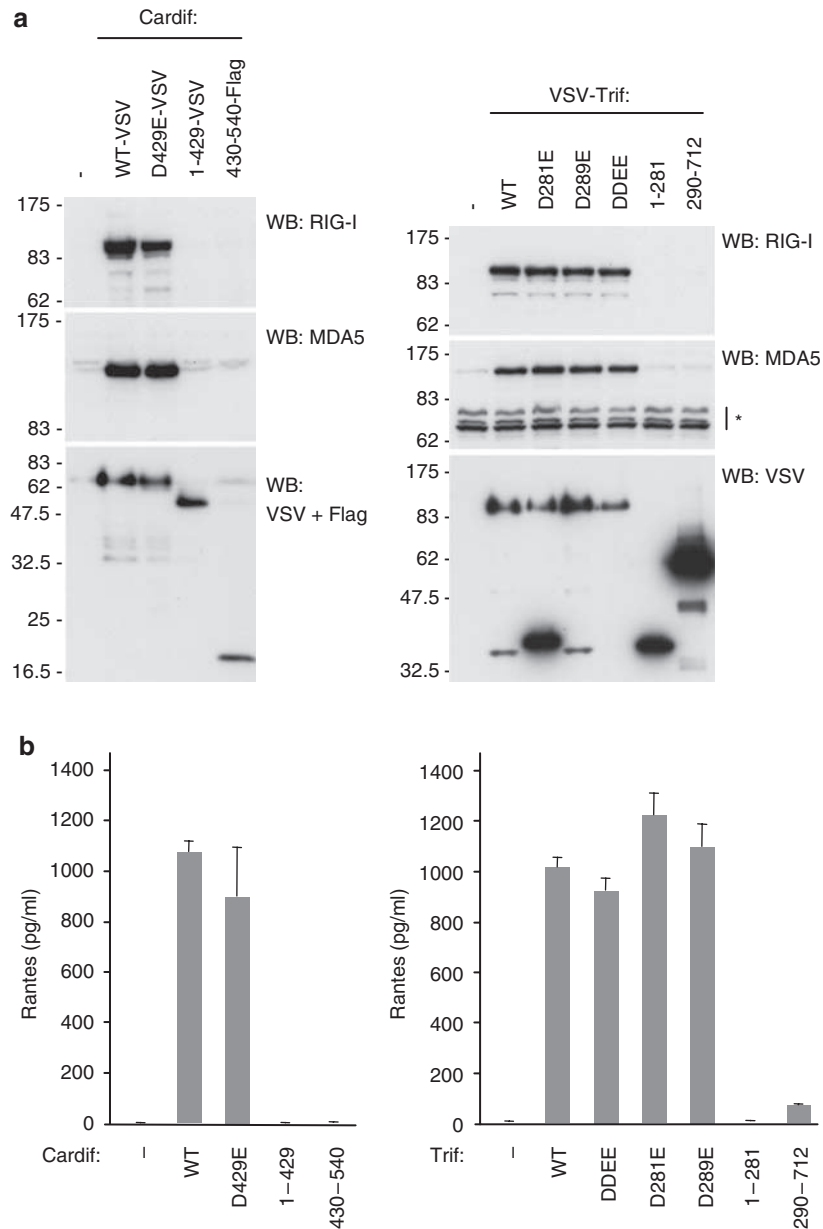 a
Cardif:
-
WT-VSV
D429E-VSV
1-429-VSV
430-540-Flag
175 -
83 -
62 -
WB: RIG-I
175 -
83 -
WB: MDA5
83 -
62 -
47.5 -
32.5 -
25 -
16.5 -
WB:
VSV + Flag
VSV-Trif:
-
WT
D281E
D289E
DDEE
1-281
290-712
175-
83-
62-
WB: RIG-I
175-
83-
62-
WB: MDA5
*
175-
83-
62 -
47.5 -
32.5 -
WB: VSV
b
Rantes (pg/ml)
1400
1200
1000
800
600
400
200
0
Cardif:
–
WT
D429E
1–429
430–540
Rantes (pg/ml)
1400
1200
1000
800
600
400
200
0
Trif:
–
WT
DDEE
D281E
D289E
1–281
290–712